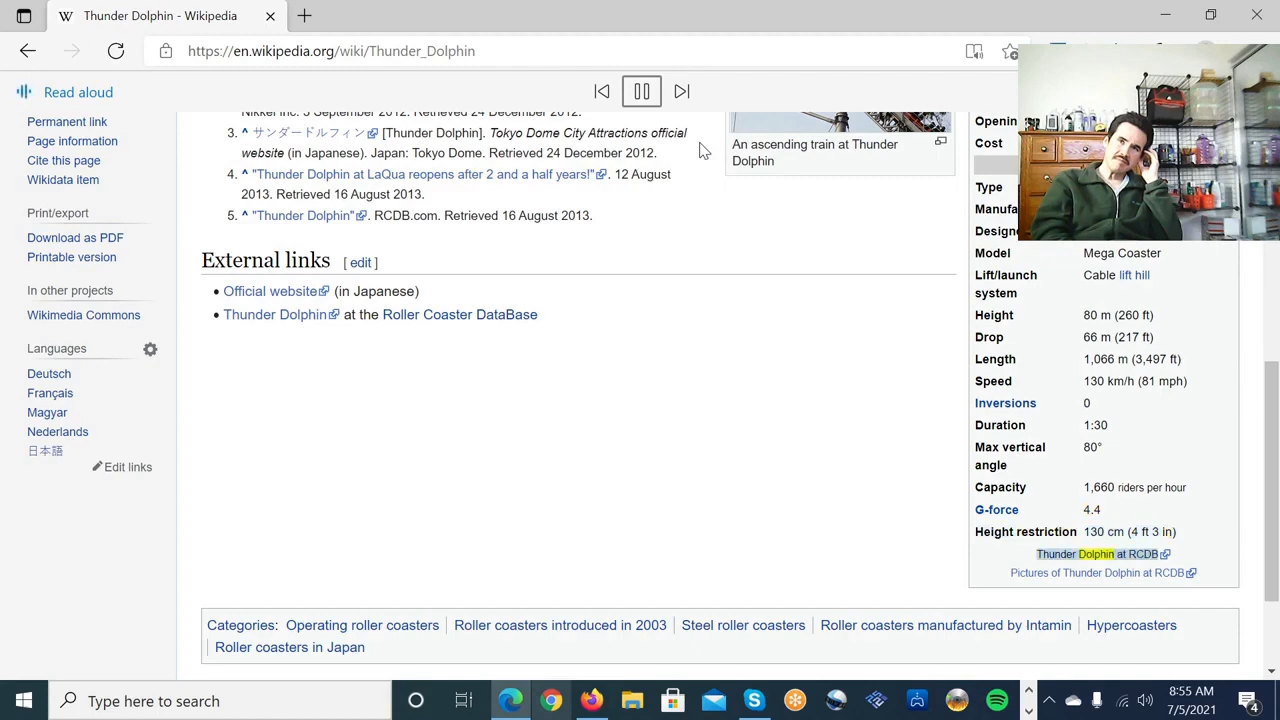 Thunder Dolphin - Wikipedia
https://en.wikipedia.org/wiki/Thunder_Dolphin
Read aloud
Permanent link
Page information
Cite this page
Wikidata item
Print/export
Download as PDF
Printable version
In other projects
Wikimedia Commons
Languages
Deutsch
Français
Magyar
Nederlands
日本語
Edit links
Nikkei Inc. 3 September 2012. Retrieved 24 December 2012.
3. ^ サンダードルフィン [Thunder Dolphin]. Tokyo Dome City Attractions official
website (in Japanese). Japan: Tokyo Dome. Retrieved 24 December 2012.
4. ^ "Thunder Dolphin at LaQua reopens after 2 and a half years!". 12 August
2013. Retrieved 16 August 2013.
5. ^ "Thunder Dolphin". RCDB.com. Retrieved 16 August 2013.
An ascending train at Thunder
Dolphin
External links [ edit ]
• Official website (in Japanese)
• Thunder Dolphin at the Roller Coaster DataBase
Cost
Type
Model Mega Coaster
Lift/launch Cable lift hill
system
Height 80 m (260 ft)
Drop 66 m (217 ft)
Length 1,066 m (3,497 ft)
Speed 130 km/h (81 mph)
Inversions 0
Duration 1:30
Max vertical 80°
angle
Capacity 1,660 riders per hour
G-force 4.4
Height restriction 130 cm (4 ft 3 in)
Thunder Dolphin at RCDB
Pictures of Thunder Dolphin at RCDB
Categories: Operating roller coasters | Roller coasters introduced in 2003 | Steel roller coasters | Roller coasters manufactured by Intamin | Hypercoasters
| Roller coasters in Japan
Type here to search
8:55 AM
7/5/2021
4